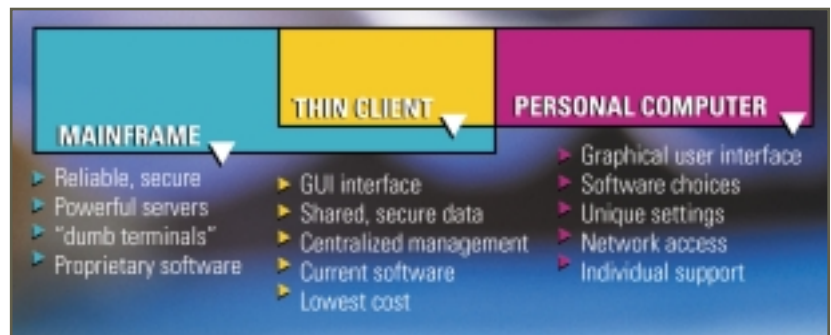 MAINFRAME
Reliable, secure
Powerful servers
"dumb terminals"
Proprietary software
THIN CLIENT
GUI interface
Shared, secure data
Centralized management
Current software
Lowest cost
PERSONAL COMPUTER
Graphical user interface
Software choices
Unique settings
Network access
Individual support